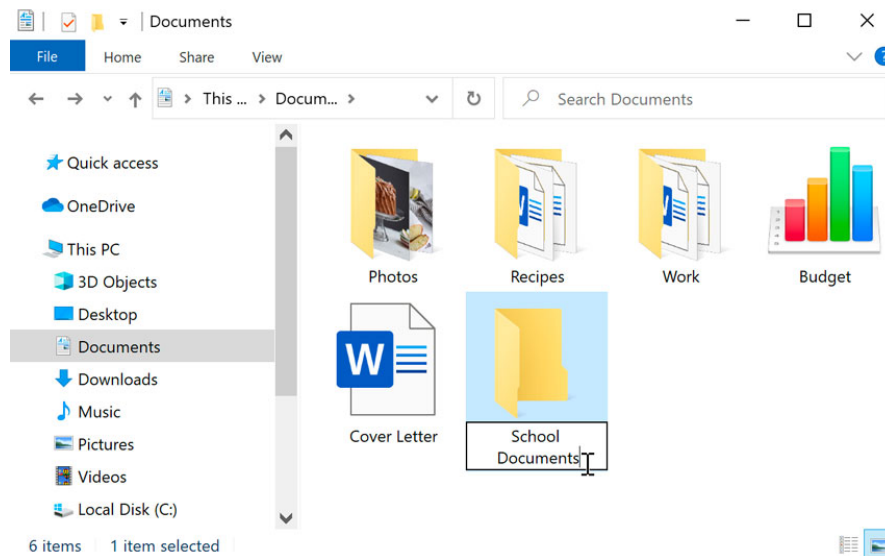 Documents
File Home Share View
This ... Docum...
Search Documents
Quick access
OneDrive
This PC
3D Objects
Desktop
Documents
Downloads
Music
Pictures
Videos
Local Disk (C:)
Photos
Recipes
Work
Budget
W
Cover Letter
School
Documents
6 items 1 item selected